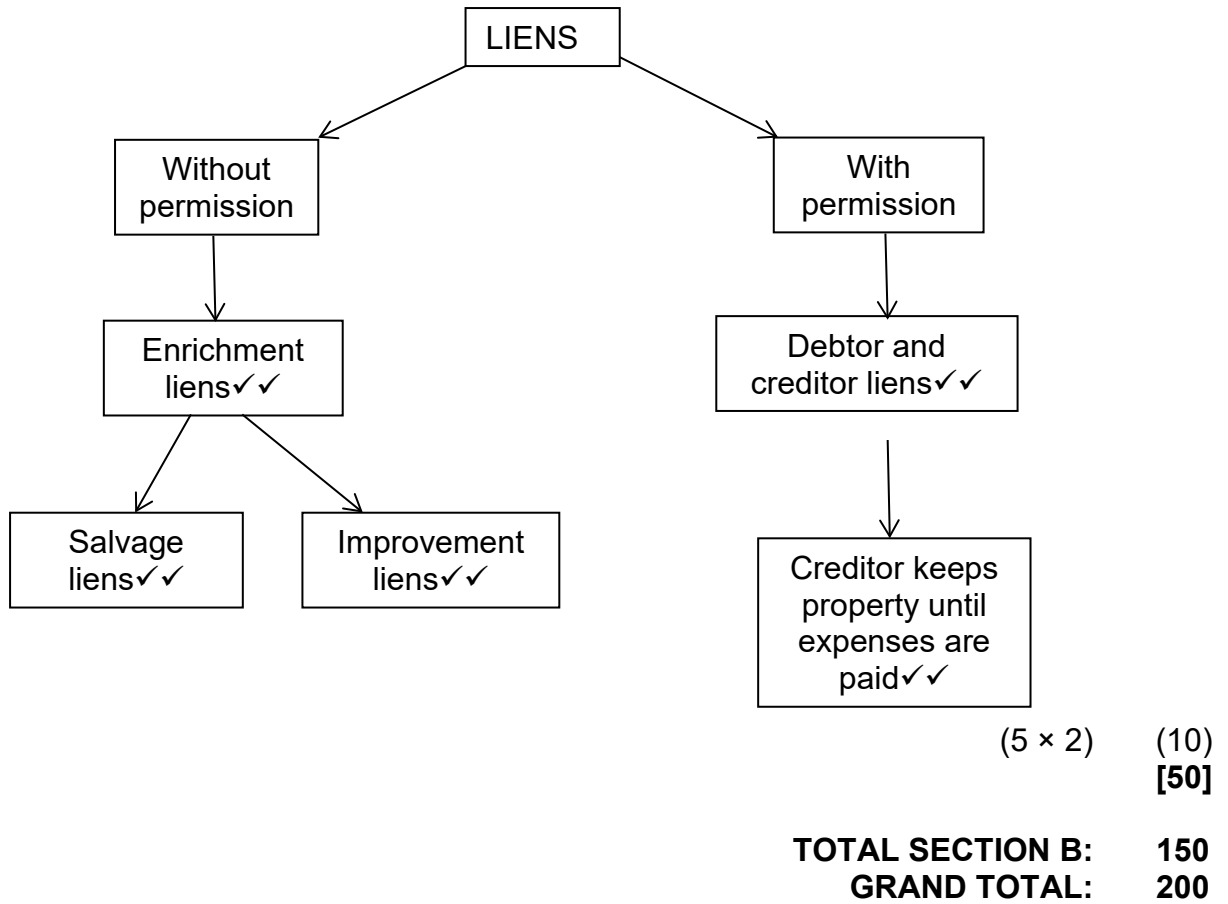 LIENS
Without
permission
With
permission
Enrichment
liens✓✓
Debtor and
creditor liens✓✓
Salvage
liens✓✓
Improvement
liens✓✓
Creditor keeps
property until
expenses are
paid✓✓
(5 × 2) (10)
[50]
TOTAL SECTION B: 150
GRAND TOTAL: 200